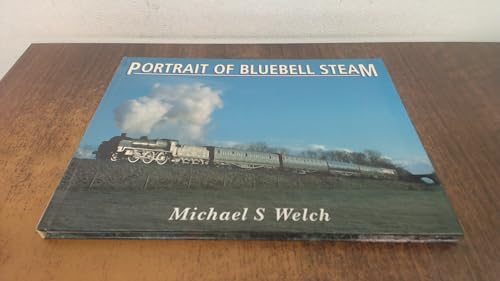 PORTRAIT OF BLUEBELL STEAM
Michael S Welch